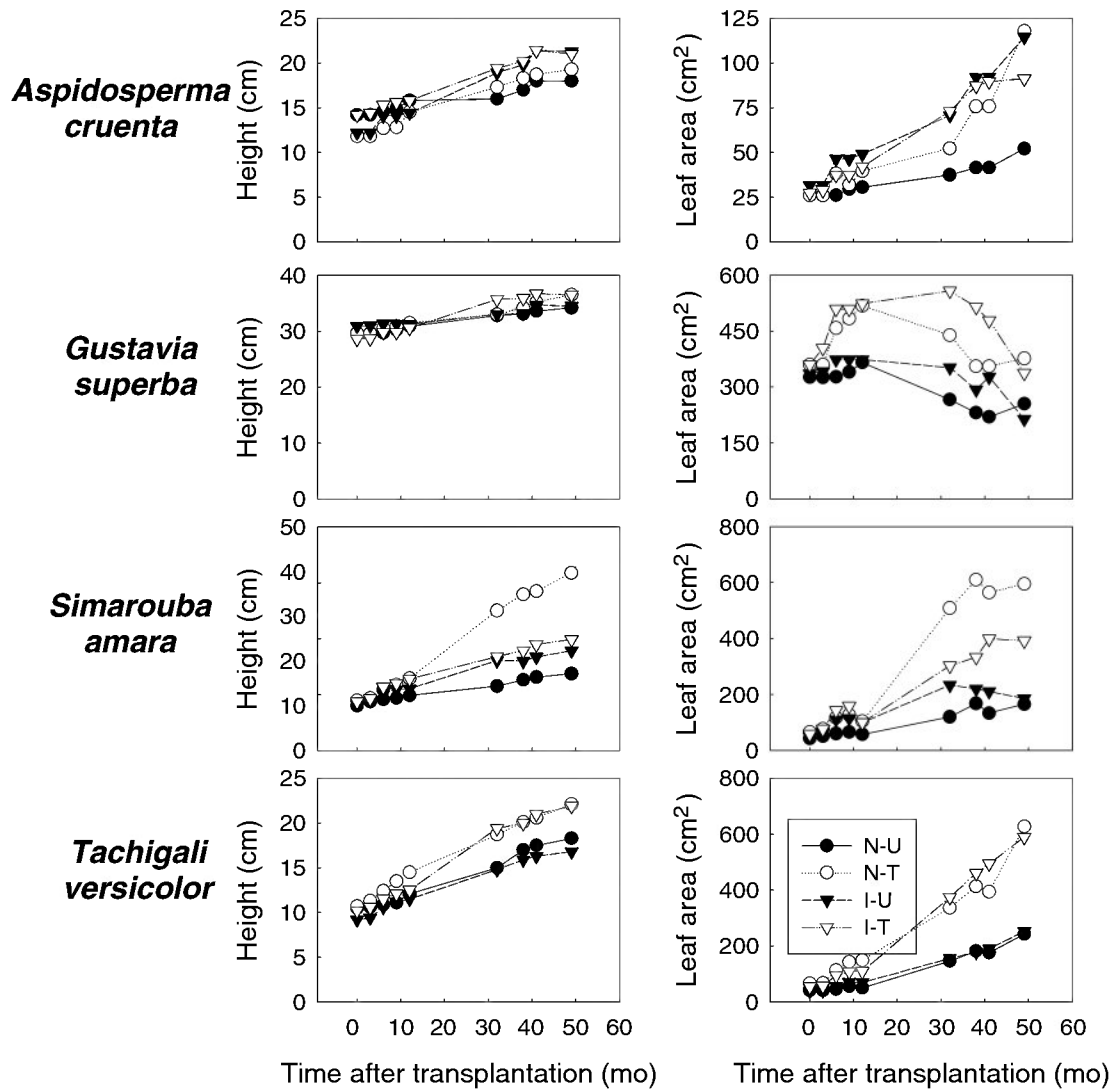 Aspidosperma
cruenta
Height (cm)
25
20
15
10
5
0
Leaf area (cm²)
125
100
75
50
25
0
Gustavia
superba
Height (cm)
40
30
20
10
0
Leaf area (cm²)
600
450
300
150
0
Simarouba
amara
Height (cm)
50
40
30
20
10
0
Leaf area (cm²)
800
600
400
200
0
Tachigali
versicolor
Height (cm)
25
20
15
10
5
0
Leaf area (cm²)
800
600
400
200
0
N-U
N-T
I-U
I-T
0 10 20 30 40 50 60
0 10 20 30 40 50 60
Time after transplantation (mo)
Time after transplantation (mo)